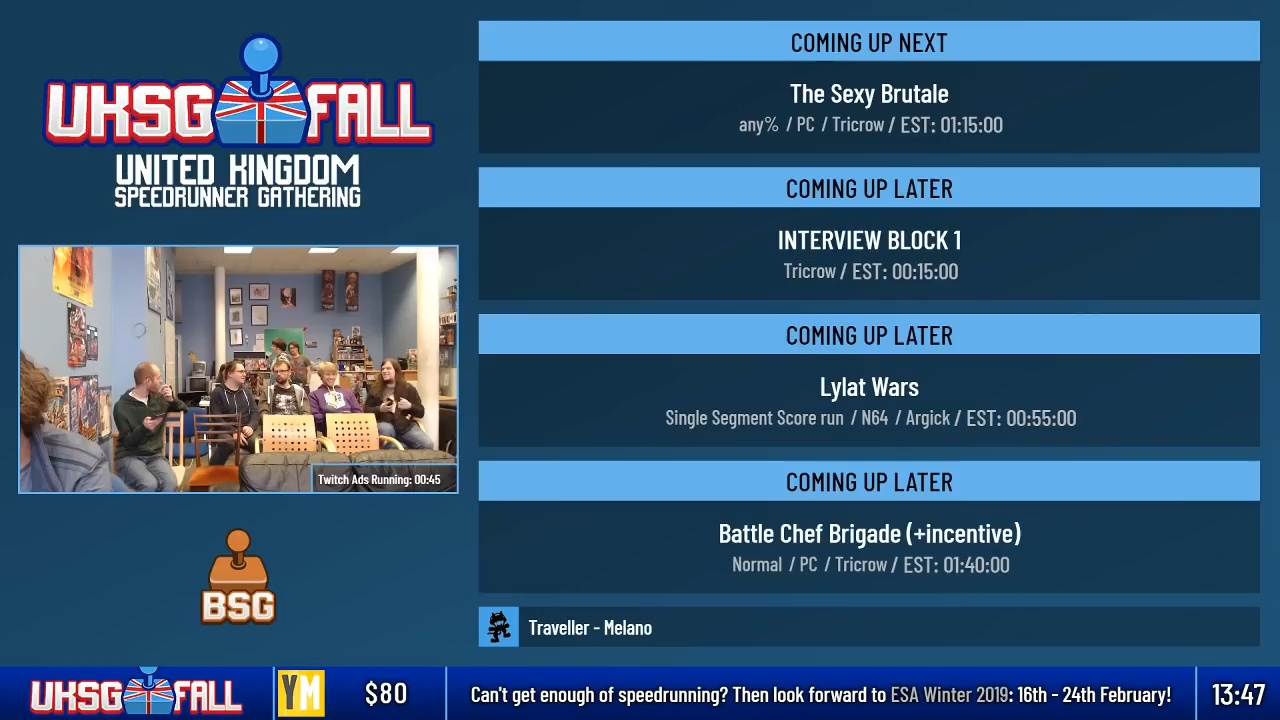 UKSG FALL
UNITED KINGDOM
SPEEDRUNNER GATHERING
Twitch Ads Running: 00:45
BSG
COMING UP NEXT
The Sexy Brutale
any% / PC / Tricrow / EST: 01:15:00
COMING UP LATER
INTERVIEW BLOCK 1
Tricrow / EST: 00:15:00
COMING UP LATER
Lylat Wars
Single Segment Score run / N64 / Argick / EST: 00:55:00
COMING UP LATER
Battle Chef Brigade (+incentive)
Normal / PC / Tricrow / EST: 01:40:00
Traveller - Melano
UKSG FALL
YM
$80
Can't get enough of speedrunning? Then look forward to ESA Winter 2019: 16th - 24th February!
13:47